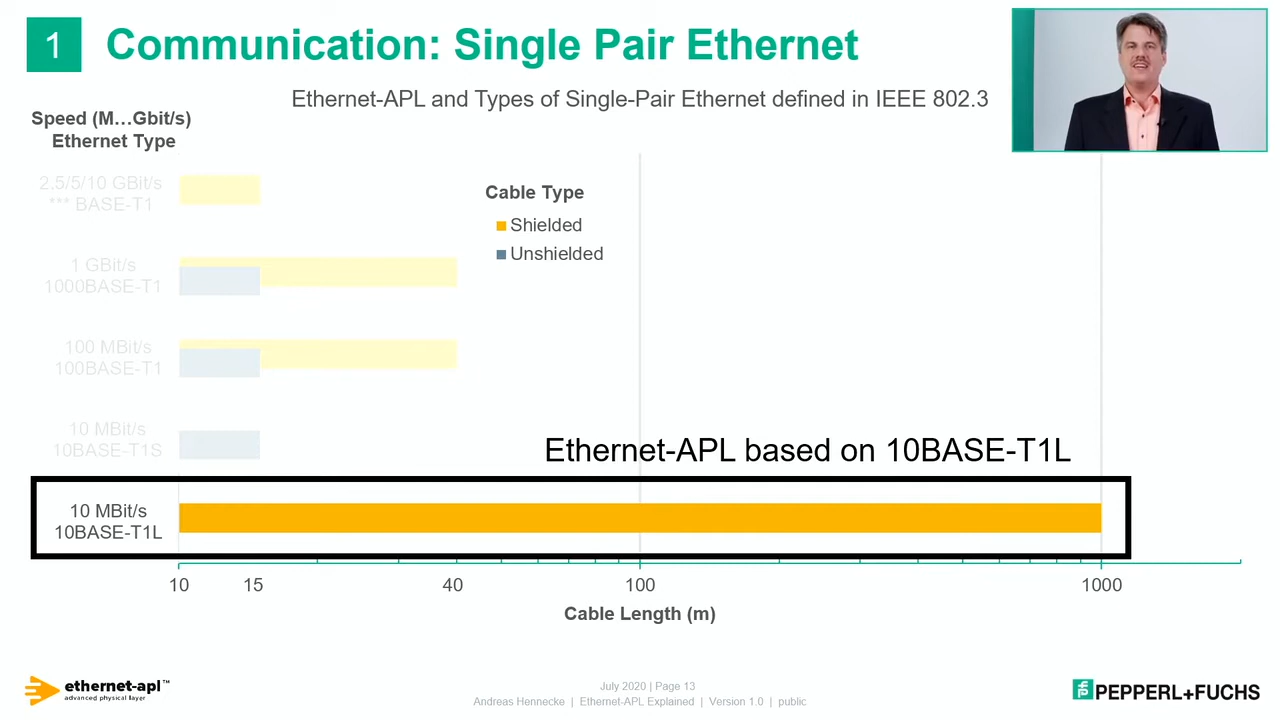 1
Communication: Single Pair Ethernet
Ethernet-APL and Types of Single-Pair Ethernet defined in IEEE 802.3
Speed (M…Gbit/s)
Ethernet Type
2.5/5/10 GBit/s
*** BASE-T1
1 GBit/s
1000BASE-T1
100 MBit/s
100BASE-T1
10 MBit/s
10BASE-T1S
10 MBit/s
10BASE-T1L
Cable Type
Shielded
Unshielded
Ethernet-APL based on 10BASE-T1L
10 15 40 100 1000
Cable Length (m)
ethernet-apl™
advanced physical layer
July 2020 | Page 13
Andreas Hennecke | Ethernet-APL Explained | Version 1.0 | public
PEPPERL+FUCHS